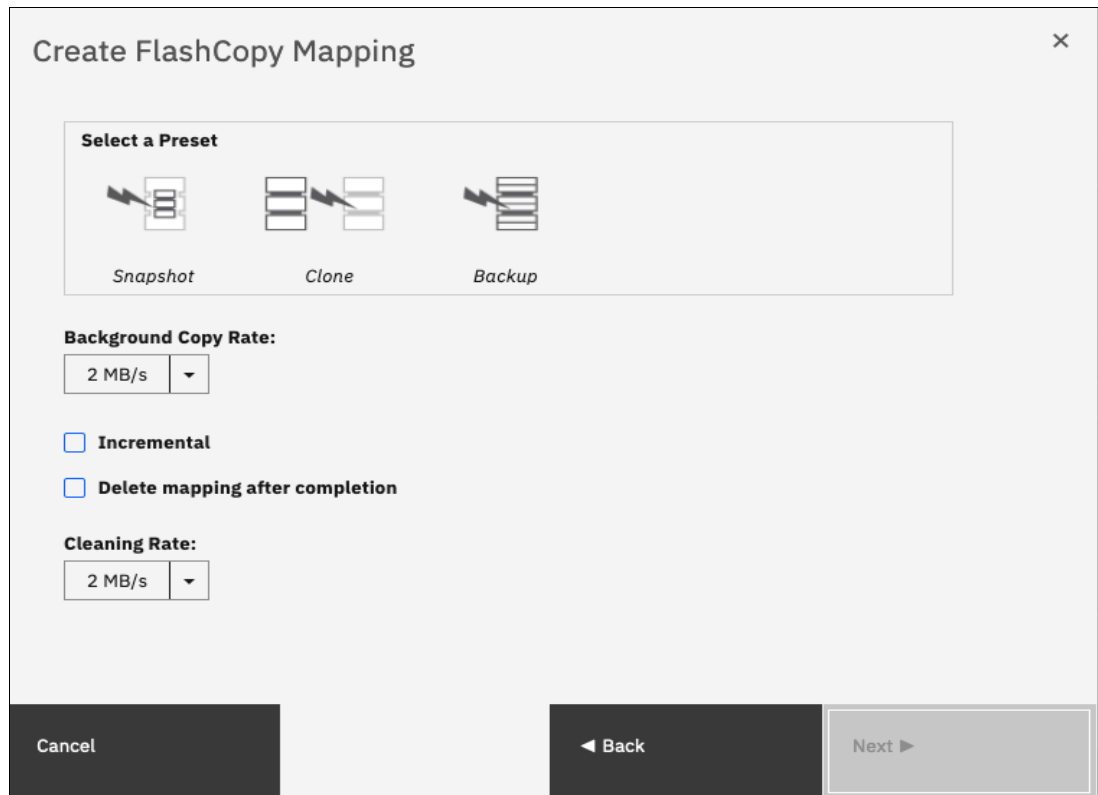 Create FlashCopy Mapping
Select a Preset
Snapshot Clone Backup
Background Copy Rate:
2 MB/s
Incremental
Delete mapping after completion
Cleaning Rate:
2 MB/s
Cancel Back Next